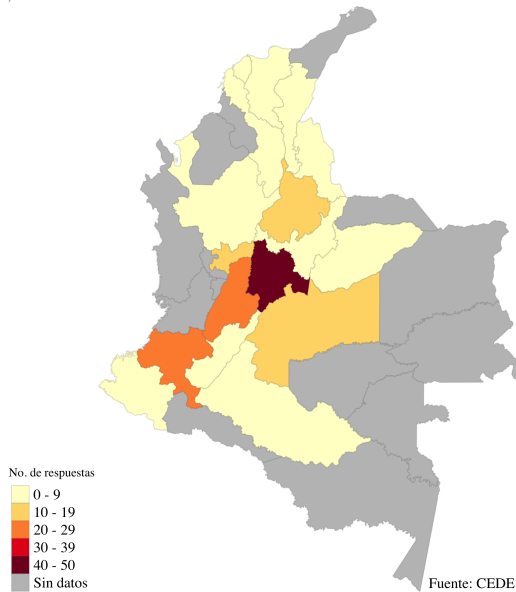 No. de respuestas
0 - 9
10 - 19
20 - 29
30 - 39
40 - 50
Sin datos
Fuente: CEDE